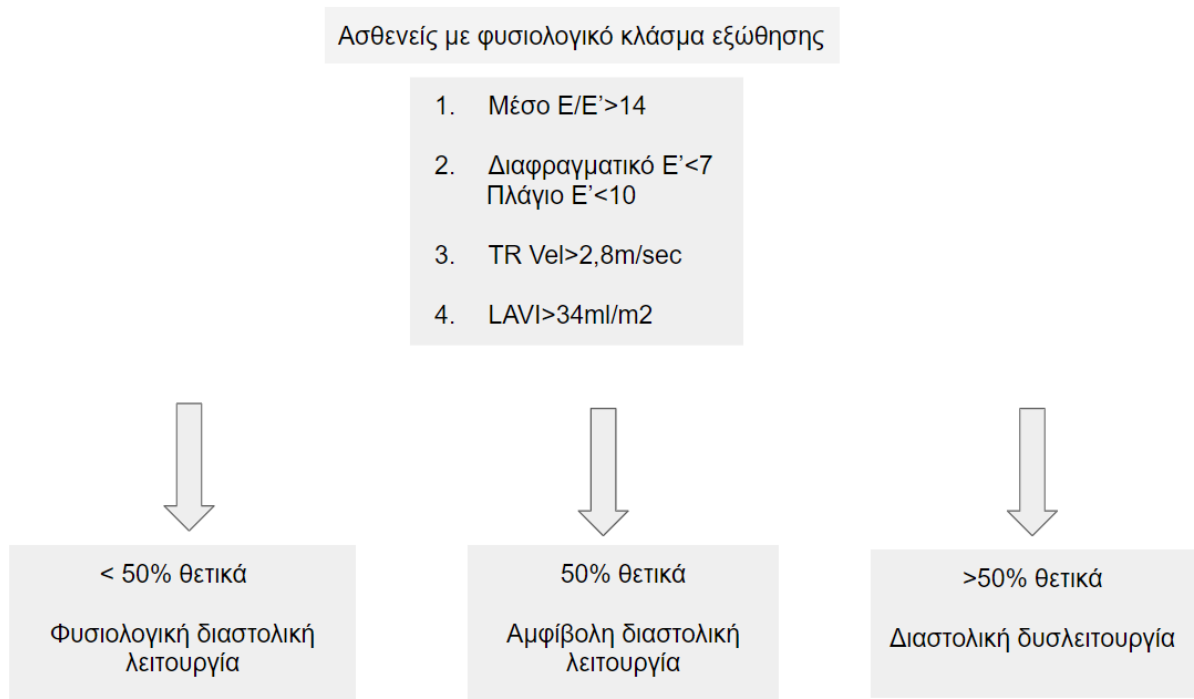 Ασθενείς με φυσιολογικό κλάσμα εξώθησης
1. Μέσο Ε/Ε’>14
2. Διαφραγματικό Ε’<7
Πλάγιο Ε’<10
3. TR Vel>2,8m/sec
4. LAVI>34ml/m2
< 50% θετικά
Φυσιολογική διαστολική
λειτουργία
50% θετικά
Αμφίβολη διαστολική
λειτουργία
>50% θετικά
Διαστολική δυσλειτουργία